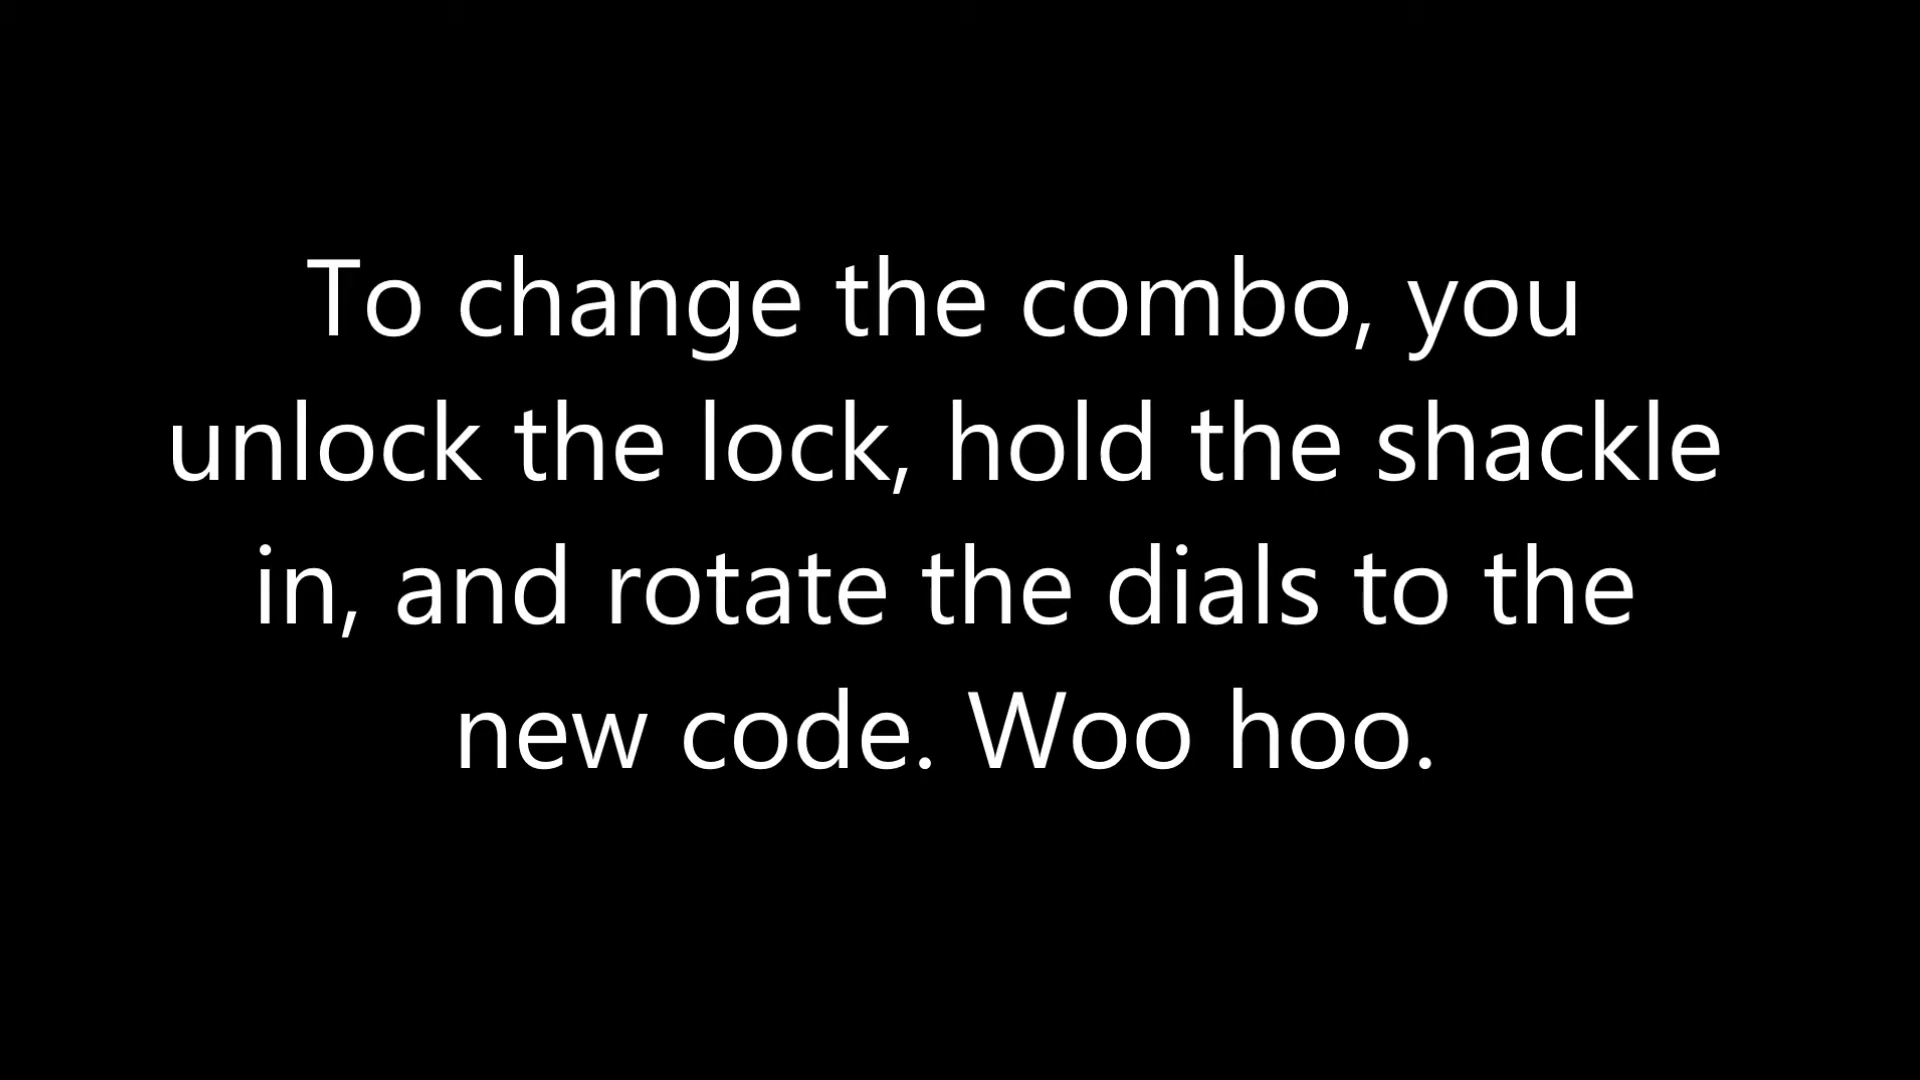 To change the combo, you
unlock the lock, hold the shackle
in, and rotate the dials to the
new code. Woo hoo.